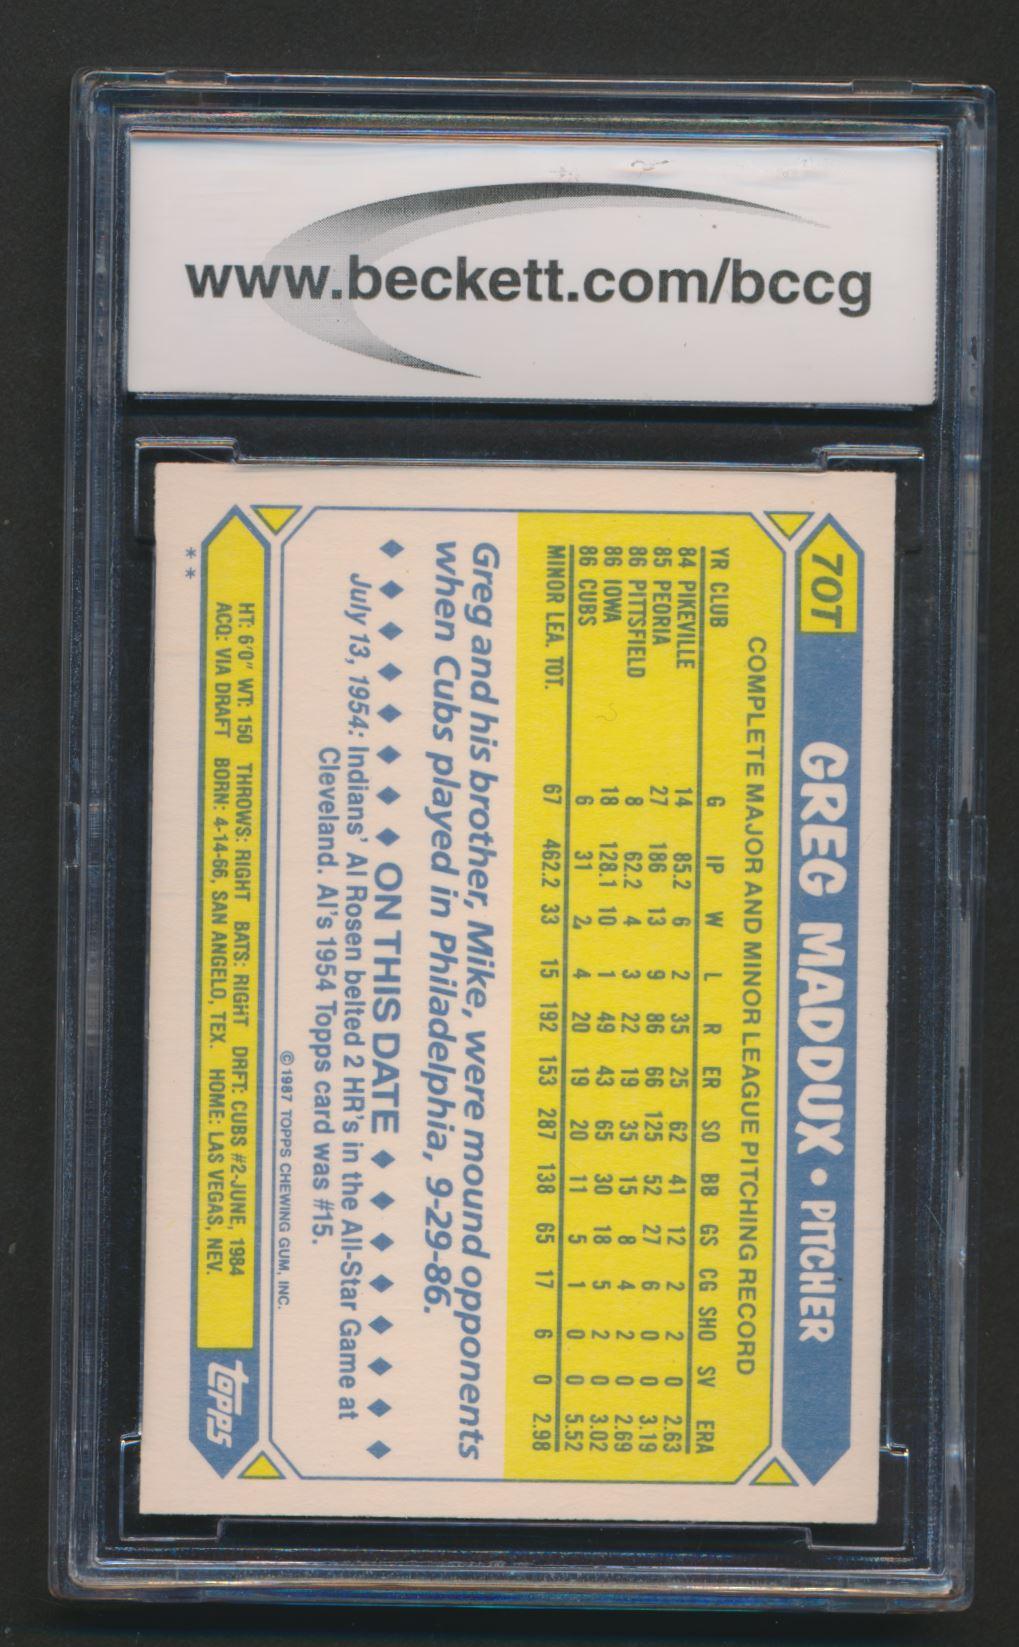 www.beckett.com/bccg
70T GREG MADDUX • PITCHER
COMPLETE MAJOR AND MINOR LEAGUE PITCHING RECORD
YR CLUB G IP W L R ER SO BB GS CG SHO SV ERA
84 PIKEVILLE 14 85.2 6 2 35 25 62 41 12 2 2 0 2.63
85 PEORIA 27 186 13 9 86 66 125 52 27 6 0 0 3.19
86 PITTSFIELD 8 62.2 4 3 22 19 35 15 8 4 2 0 2.69
86 IOWA 18 128.1 10 1 49 43 65 30 18 5 2 0 3.02
86 CUBS 6 31 2 4 20 19 20 11 5 1 0 0 5.52
MINOR LEA. TOT. 67 462.2 33 15 192 153 287 138 65 17 6 0 2.98
Greg and his brother, Mike, were mound opponents
when Cubs played in Philadelphia, 9-29-86.
◆ ◆ ◆ ◆ ◆ ◆ ON THIS DATE ◆ ◆ ◆ ◆ ◆ ◆ ◆
July 13, 1954: Indians' Al Rosen belted 2 HR's in the All-Star Game at
Cleveland. Al's 1954 Topps card was #15.
© 1987 TOPPS CHEWING GUM, INC.
HT: 6'0" WT: 150 THROWS: RIGHT BATS: RIGHT DRFT: CUBS #2-JUNE, 1984
ACQ: VIA DRAFT BORN: 4-14-66, SAN ANGELO, TEX. HOME: LAS VEGAS, NEV.
topps
**